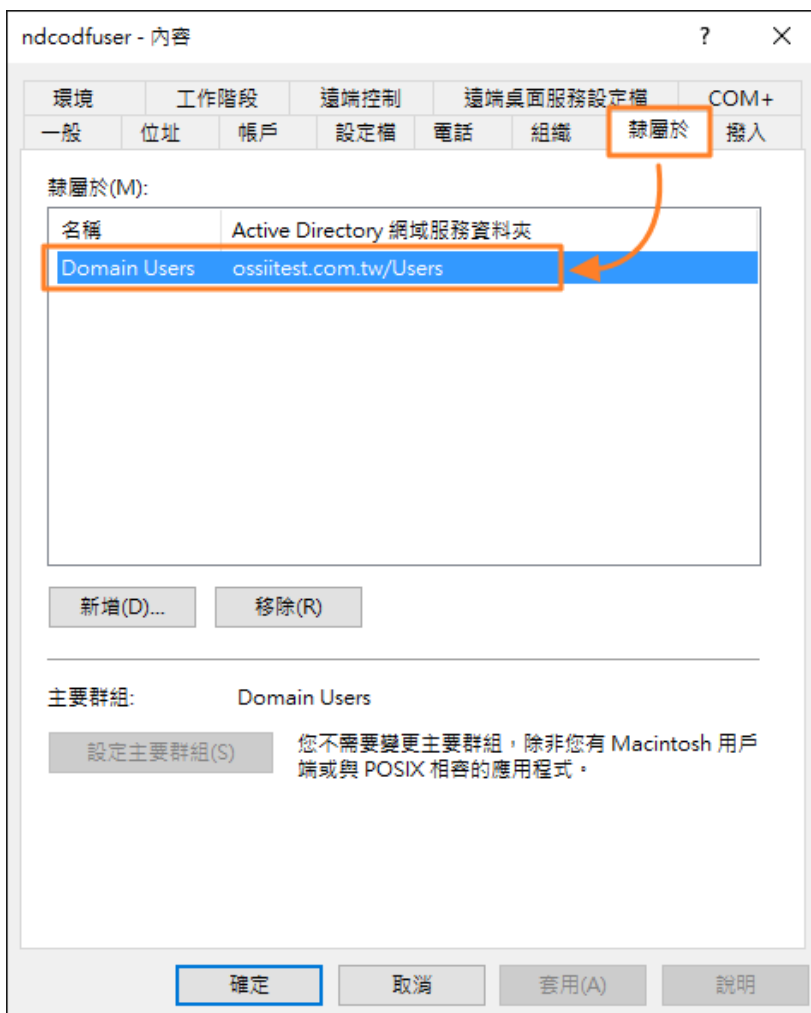 ndcodfuser - 內容 ?
環境 工作階段 遠端控制 遠端桌面服務設定檔 COM+
一般 位址 帳戶 設定檔 電話 組織 隸屬於 撥入
隸屬於(M):
名稱 Active Directory 網域服務資料夾
Domain Users ossiitest.com.tw/Users
新增(D)... 移除(R)
主要群組: Domain Users
設定主要群組(S)
您不需要變更主要群組，除非您有 Macintosh 用戶
端或與 POSIX 相容的應用程式。
確定 取消 套用(A) 說明